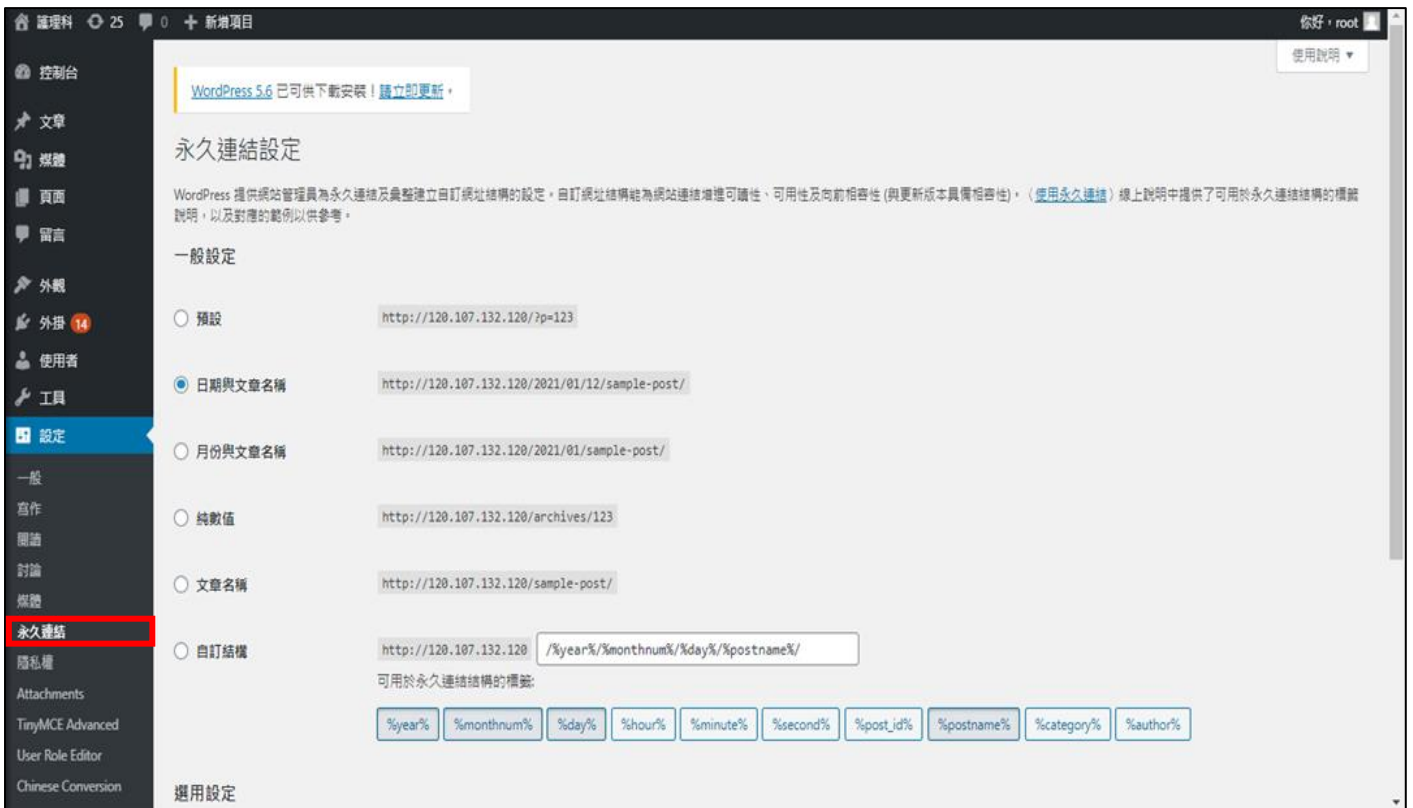 護理科 25 0 新增項目 你好，root
使用說明
控制台
文章
媒體
頁面
留言
外觀
外掛 14
使用者
工具
設定
一般
寫作
閱讀
討論
媒體
永久連結
隱私權
Attachments
TinyMCE Advanced
User Role Editor
Chinese Conversion
WordPress 5.6 已可供下載安裝！請立即更新。
永久連結設定
WordPress 提供網站管理員為永久連結及彙整建立自訂網址結構的設定。自訂網址結構能為網站連結增進可讀性、可用性及向前相容性 (與更新版本具備相容性)。〈使用永久連結〉線上說明中提供了可用於永久連結結構的標籤
說明，以及對應的範例以供參考。
一般設定
預設 http://120.107.132.120/?p=123
日期與文章名稱 http://120.107.132.120/2021/01/12/sample-post/
月份與文章名稱 http://120.107.132.120/2021/01/sample-post/
純數值 http://120.107.132.120/archives/123
文章名稱 http://120.107.132.120/sample-post/
自訂結構 http://120.107.132.120 /%year%/%monthnum%/%day%/%postname%/
可用於永久連結結構的標籤:
%year% %monthnum% %day% %hour% %minute% %second% %post_id% %postname% %category% %author%
選用設定